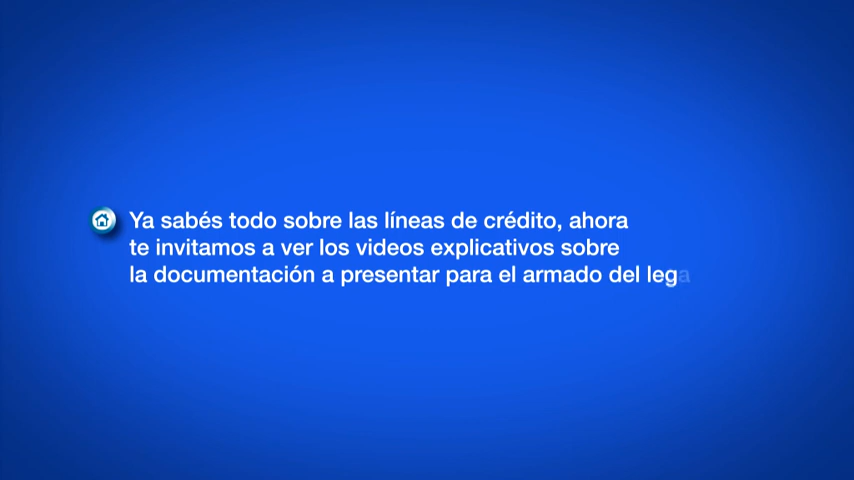 Ya sabés todo sobre las líneas de crédito, ahora
te invitamos a ver los videos explicativos sobre
la documentación a presentar para el armado del lega